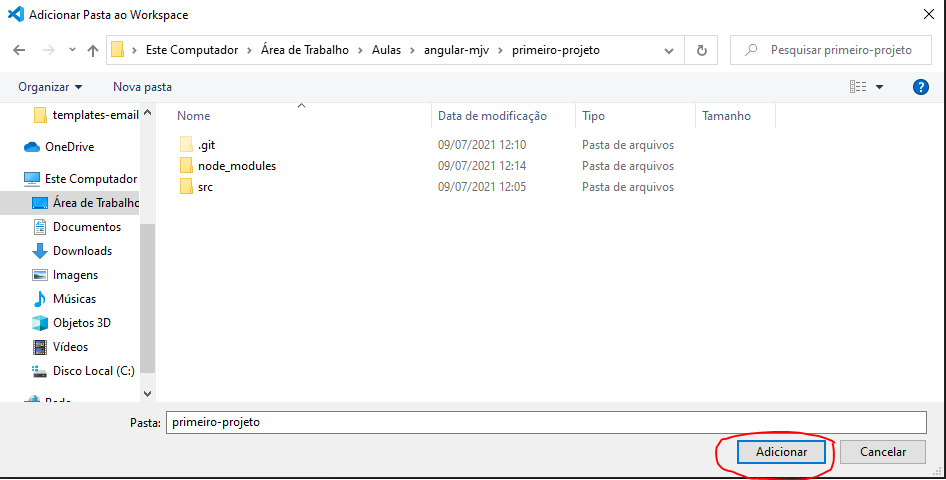 Adicionar Pasta ao Workspace
Este Computador > Área de Trabalho > Aulas > angular-mjv > primeiro-projeto
Pesquisar primeiro-projeto
Organizar
Nova pasta
templates-email
OneDrive
Este Computador
Área de Trabalho
Documentos
Downloads
Imagens
Músicas
Objetos 3D
Vídeos
Disco Local (C:)
Rede
Nome Data de modificação Tipo Tamanho
.git 09/07/2021 12:10 Pasta de arquivos
node_modules 09/07/2021 12:14 Pasta de arquivos
src 09/07/2021 12:05 Pasta de arquivos
Pasta: primeiro-projeto
Adicionar Cancelar